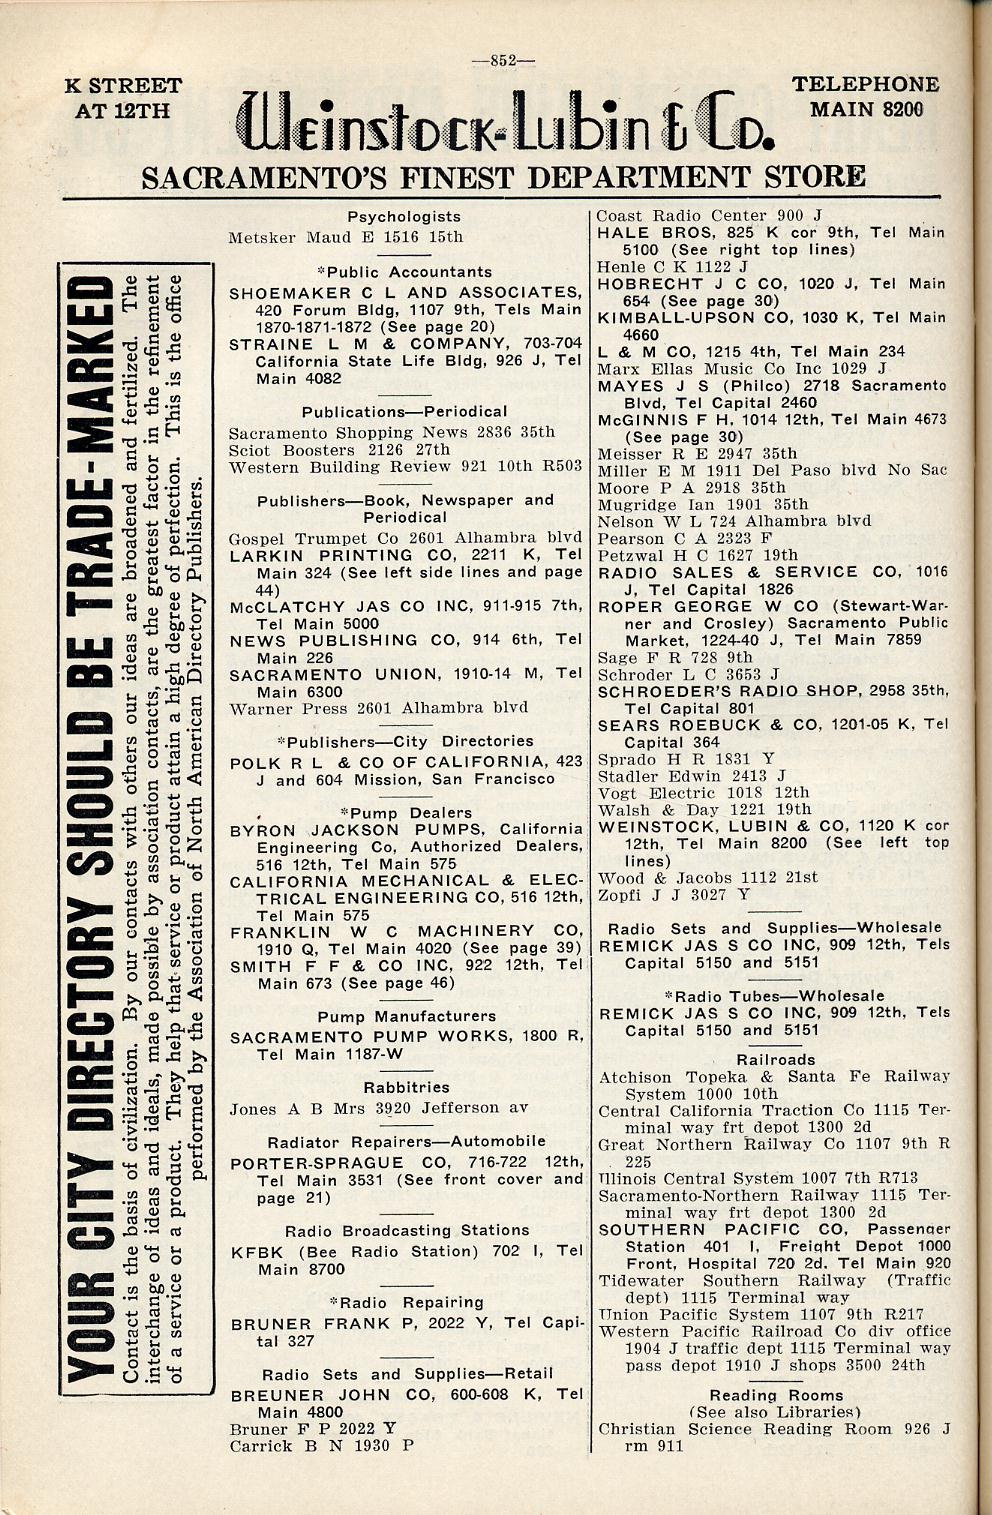 —852—
K STREET
AT 12TH
Weinstock-Lubin & Co.
TELEPHONE
MAIN 8200
SACRAMENTO'S FINEST DEPARTMENT STORE
YOUR CITY DIRECTORY SHOULD BE TRADE-MARKED
Contact is the basis of civilization. By our contacts with others our ideas are broadened and fertilized. The
interchange of ideas and ideals, made possible by association contacts, are the greatest factor in the refinement
of a service or a product. They help that service or product attain a high degree of perfection. This is the office
performed by the Association of North American Directory Publishers.
Psychologists
Metsker Maud E 1516 15th
*Public Accountants
SHOEMAKER C L AND ASSOCIATES,
420 Forum Bldg, 1107 9th, Tels Main
1870-1871-1872 (See page 20)
STRAINE L M & COMPANY, 703-704
California State Life Bldg, 926 J, Tel
Main 4082
Publications—Periodical
Sacramento Shopping News 2836 35th
Sciot Boosters 2126 27th
Western Building Review 921 10th R503
Publishers—Book, Newspaper and
Periodical
Gospel Trumpet Co 2601 Alhambra blvd
LARKIN PRINTING CO, 2211 K, Tel
Main 324 (See left side lines and page
44)
McCLATCHY JAS CO INC, 911-915 7th,
Tel Main 5000
NEWS PUBLISHING CO, 914 6th, Tel
Main 226
SACRAMENTO UNION, 1910-14 M, Tel
Main 6300
Warner Press 2601 Alhambra blvd
*Publishers—City Directories
POLK R L & CO OF CALIFORNIA, 423
J and 604 Mission, San Francisco
*Pump Dealers
BYRON JACKSON PUMPS, California
Engineering Co, Authorized Dealers,
516 12th, Tel Main 575
CALIFORNIA MECHANICAL & ELEC-
TRICAL ENGINEERING CO, 516 12th,
Tel Main 575
FRANKLIN W C MACHINERY CO,
1910 Q, Tel Main 4020 (See page 39)
SMITH F F & CO INC, 922 12th, Tel
Main 673 (See page 46)
Pump Manufacturers
SACRAMENTO PUMP WORKS, 1800 R,
Tel Main 1187-W
Rabbitries
Jones A B Mrs 3920 Jefferson av
Radiator Repairers—Automobile
PORTER-SPRAGUE CO, 716-722 12th,
Tel Main 3531 (See front cover and
page 21)
Radio Broadcasting Stations
KFBK (Bee Radio Station) 702 I, Tel
Main 8700
*Radio Repairing
BRUNER FRANK P, 2022 Y, Tel Capi-
tal 327
Radio Sets and Supplies—Retail
BREUNER JOHN CO, 600-608 K, Tel
Main 4800
Bruner F P 2022 Y
Carrick B N 1930 P
Coast Radio Center 900 J
HALE BROS, 825 K cor 9th, Tel Main
5100 (See right top lines)
Henle C K 1122 J
HOBRECHT J C CO, 1020 J, Tel Main
654 (See page 30)
KIMBALL-UPSON CO, 1030 K, Tel Main
4660
L & M CO, 1215 4th, Tel Main 234
Marx Ellas Music Co Inc 1029 J
MAYES J S (Philco) 2718 Sacramento
Blvd, Tel Capital 2460
McGINNIS F H, 1014 12th, Tel Main 4673
(See page 30)
Meisser R E 2947 35th
Miller E M 1911 Del Paso blvd No Sac
Moore P A 2918 35th
Mugridge Ian 1901 35th
Nelson W L 724 Alhambra blvd
Pearson C A 2323 F
Petzwal H C 1627 19th
RADIO SALES & SERVICE CO, 1016
J, Tel Capital 1826
ROPER GEORGE W CO (Stewart-War-
ner and Crosley) Sacramento Public
Market, 1224-40 J, Tel Main 7859
Sage F R 728 9th
Schroder L C 3653 J
SCHROEDER'S RADIO SHOP, 2958 35th,
Tel Capital 801
SEARS ROEBUCK & CO, 1201-05 K, Tel
Capital 364
Sprado H R 1831 Y
Stadler Edwin 2413 J
Vogt Electric 1018 12th
Walsh & Day 1221 19th
WEINSTOCK, LUBIN & CO, 1120 K cor
12th, Tel Main 8200 (See left top
lines)
Wood & Jacobs 1112 21st
Zopfi J J 3027 Y
Radio Sets and Supplies—Wholesale
REMICK JAS S CO INC, 909 12th, Tels
Capital 5150 and 5151
*Radio Tubes—Wholesale
REMICK JAS S CO INC, 909 12th, Tels
Capital 5150 and 5151
Railroads
Atchison Topeka & Santa Fe Railway
System 1000 10th
Central California Traction Co 1115 Ter-
minal way frt depot 1300 2d
Great Northern Railway Co 1107 9th R
225
Illinois Central System 1007 7th R713
Sacramento-Northern Railway 1115 Ter-
minal way frt depot 1300 2d
SOUTHERN PACIFIC CO, Passenger
Station 401 I, Freight Depot 1000
Front, Hospital 720 2d, Tel Main 920
Tidewater Southern Railway (Traffic
dept) 1115 Terminal way
Union Pacific System 1107 9th R217
Western Pacific Railroad Co div office
1904 J traffic dept 1115 Terminal way
pass depot 1910 J shops 3500 24th
Reading Rooms
(See also Libraries)
Christian Science Reading Room 926 J
rm 911